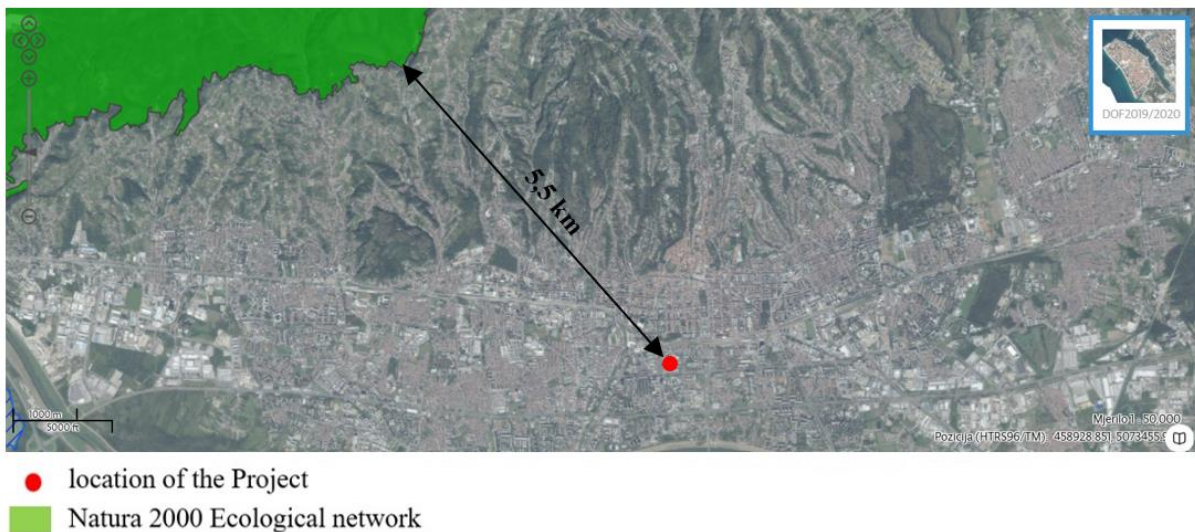 DOF2019/2020
5,5 km
1000 m
5000 ft
Mjerilo 1 : 50.000
Pozicija (HTRS96/TM): 458928.851, 5073455.9
location of the Project
Natura 2000 Ecological network